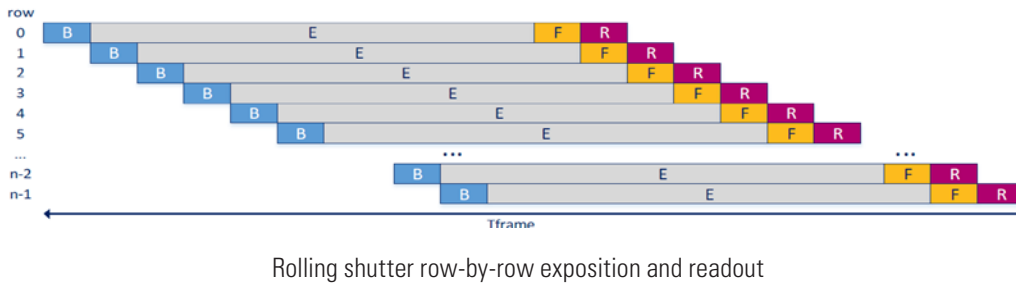 row
0 B E F R
1 B E F R
2 B E F R
3 B E F R
4 B E F R
5 B E F R
... ... ...
n-2 B E F R
n-1 B E F R
Tframe
Rolling shutter row-by-row exposition and readout